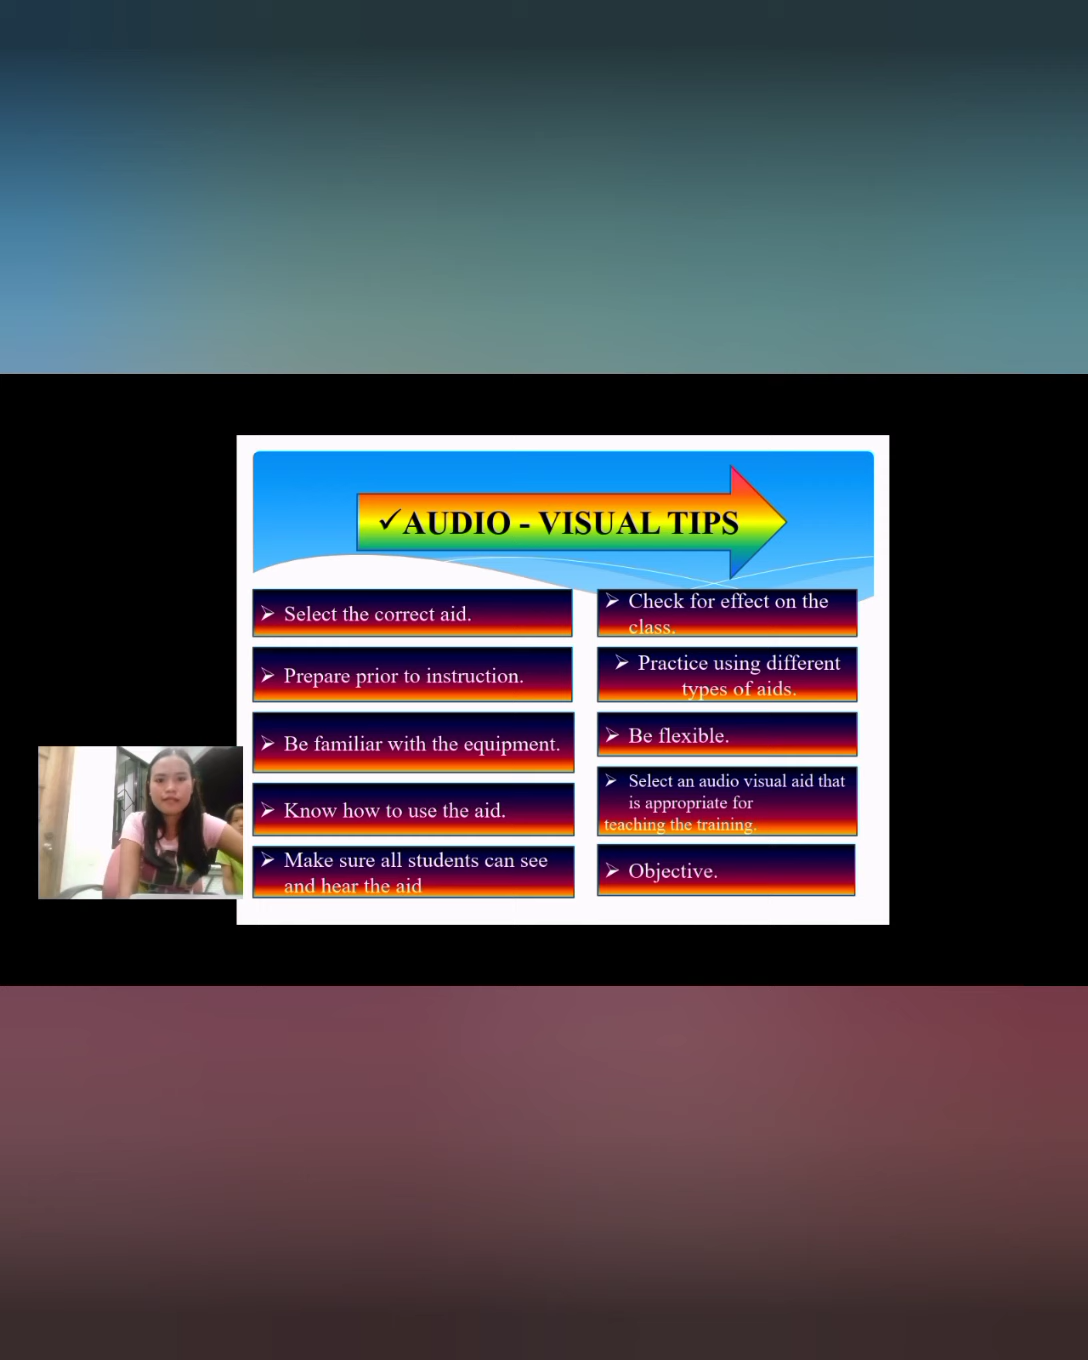 ✓AUDIO - VISUAL TIPS
➢ Select the correct aid.
➢ Prepare prior to instruction.
➢ Be familiar with the equipment.
➢ Know how to use the aid.
➢ Make sure all students can see
and hear the aid
➢ Check for effect on the
class.
➢ Practice using different
types of aids.
➢ Be flexible.
➢ Select an audio visual aid that
is appropriate for
teaching the training.
➢ Objective.